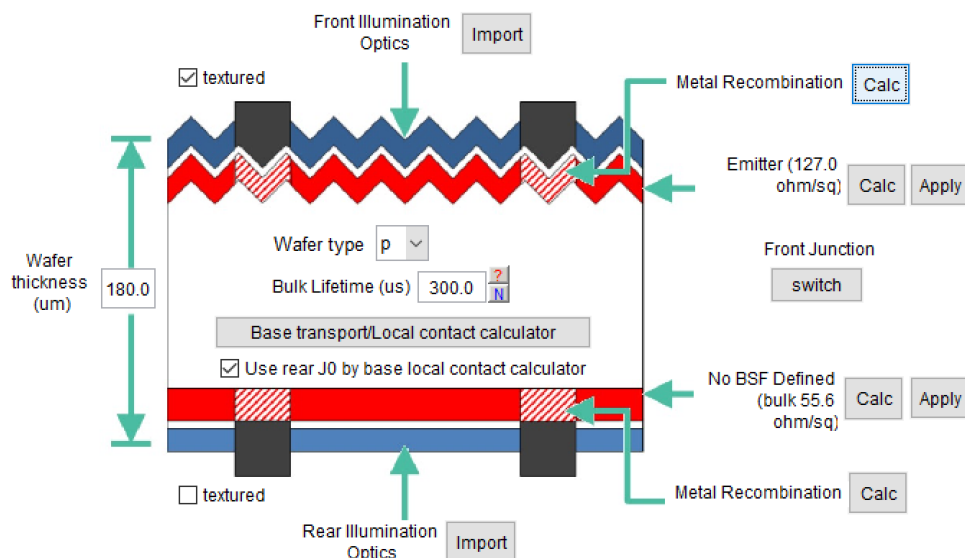 Front Illumination
Optics
Import
textured
Metal Recombination
Calc
Emitter (127.0
ohm/sq)
Calc
Apply
Wafer type
p
Front Junction
switch
Wafer
thickness
(um)
180.0
Bulk Lifetime (us)
300.0
?
N
Base transport/Local contact calculator
Use rear J0 by base local contact calculator
No BSF Defined
(bulk 55.6
ohm/sq)
Calc
Apply
textured
Metal Recombination
Calc
Rear Illumination
Optics
Import